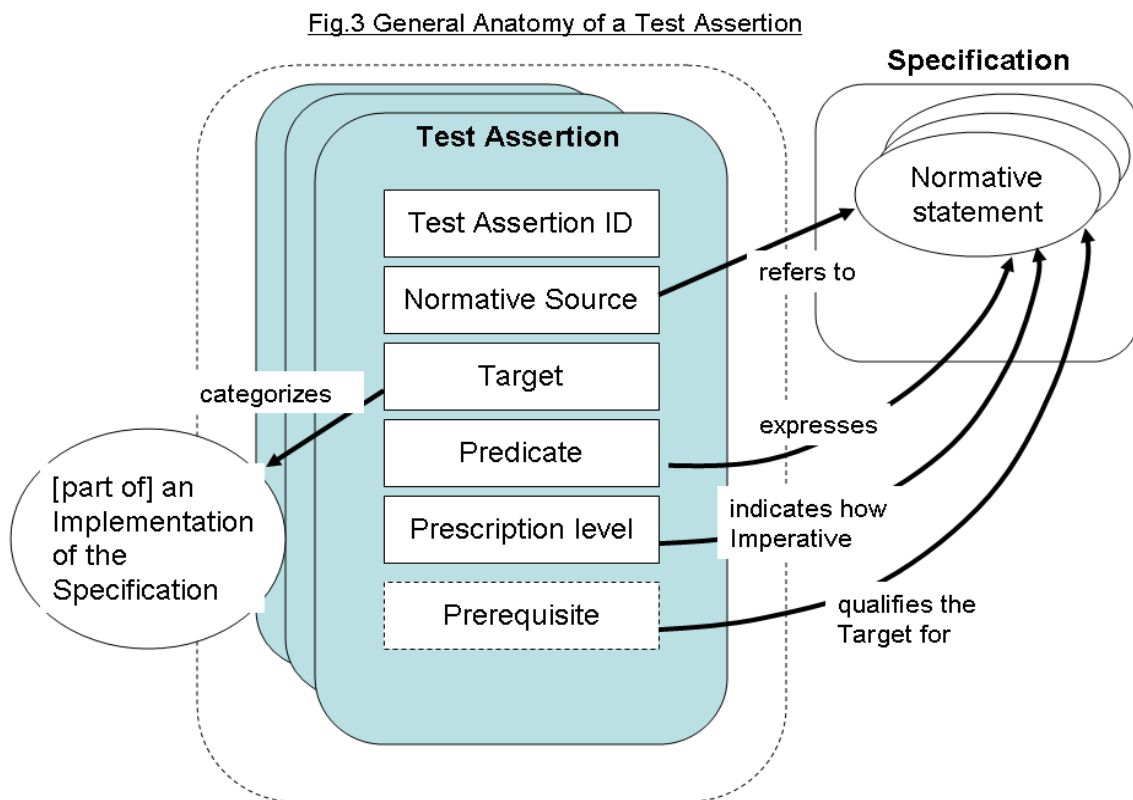 Fig.3 General Anatomy of a Test Assertion
Specification
Test Assertion
Normative
statement
Test Assertion ID
refers to
Normative Source
Target
categorizes
expresses
Predicate
[part of] an
Implementation
of the
Specification
Prescription level
indicates how
Imperative
Prerequisite
qualifies the
Target for